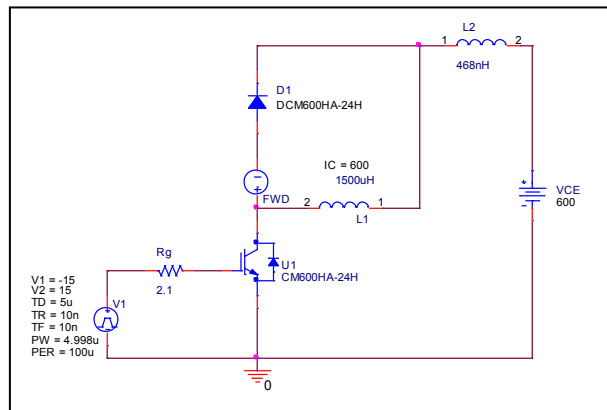 L2
1 2
468nH
D1
DCM600HA-24H
-
+
FWD
IC = 600
1500uH
2 1
L1
+
-
VCE
600
Rg
2.1
U1
CM600HA-24H
V1 = -15
V2 = 15
TD = 5u
TR = 10n
TF = 10n
PW = 4.998u
PER = 100u
+
-
V1
0